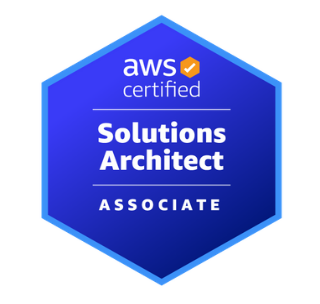 aws
certified
Solutions
Architect
ASSOCIATE